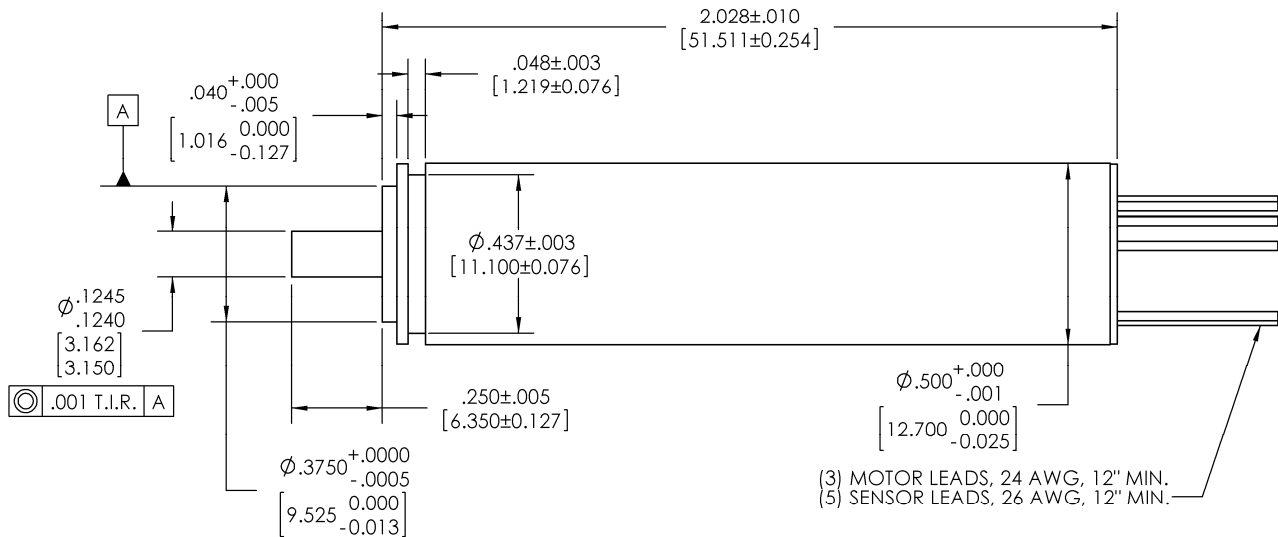 2.028±.010
[51.511±0.254]
.048±.003
[1.219±0.076]
.040 +.000
-.005
[1.016 0.000
-0.127]
A
Ø.437±.003
[11.100±0.076]
Ø.1245
.1240
[3.162
3.150]
◎ .001 T.I.R. A
.250±.005
[6.350±0.127]
Ø.500 +.000
-.001
[12.700 0.000
-0.025]
Ø.3750 +.0000
-.0005
[9.525 0.000
-0.013]
(3) MOTOR LEADS, 24 AWG, 12" MIN.
(5) SENSOR LEADS, 26 AWG, 12" MIN.